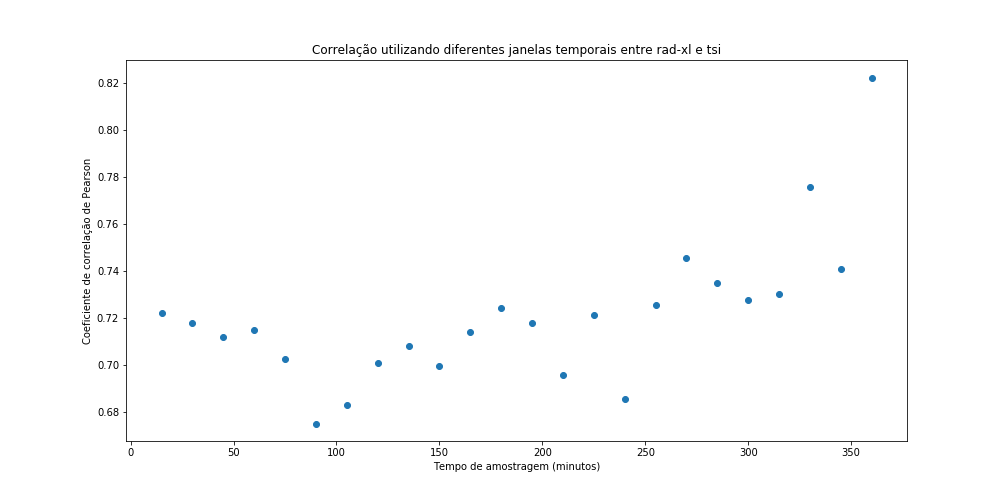 Correlação utilizando diferentes janelas temporais entre rad-xl e tsi
0.82
0.80
0.78
0.76
0.74
0.72
0.70
0.68
Coeficiente de correlação de Pearson
0 50 100 150 200 250 300 350
Tempo de amostragem (minutos)